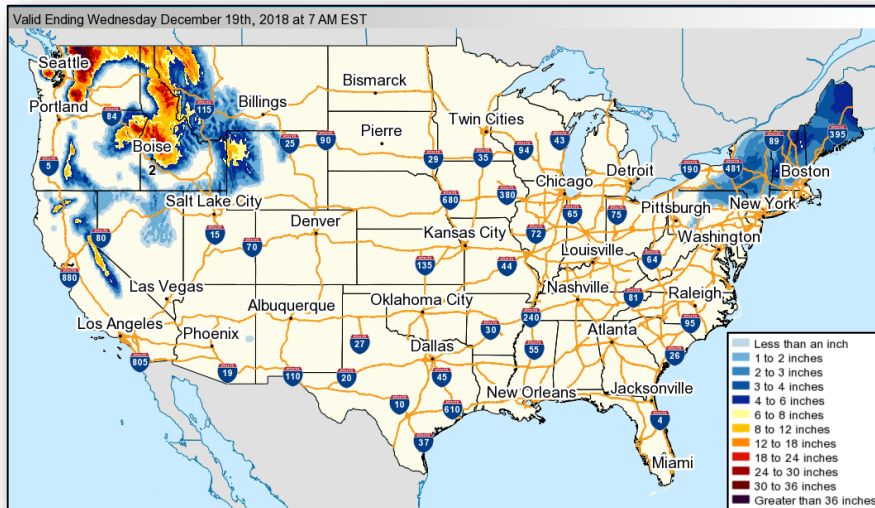 Valid Ending Wednesday December 19th, 2018 at 7 AM EST
Seattle
Bismarck
Portland
84
115
Billings
Twin Cities
395
Boise
25
90
Pierre
94
43
89
2
29
35
190
481
Boston
5
Detroit
Salt Lake City
680
380
Chicago
Pittsburgh
New York
80
15
Denver
65
75
70
Kansas City
72
Washington
880
135
44
Louisville
64
Las Vegas
Albuquerque
Oklahoma City
Nashville
81
Raleigh
Los Angeles
Phoenix
27
30
240
95
Atlanta
805
19
110
20
Dallas
45
55
26
10
610
New Orleans
Jacksonville
37
4
Miami
Less than an inch
1 to 2 inches
2 to 3 inches
3 to 4 inches
4 to 6 inches
6 to 8 inches
8 to 12 inches
12 to 18 inches
18 to 24 inches
24 to 30 inches
30 to 36 inches
Greater than 36 inches